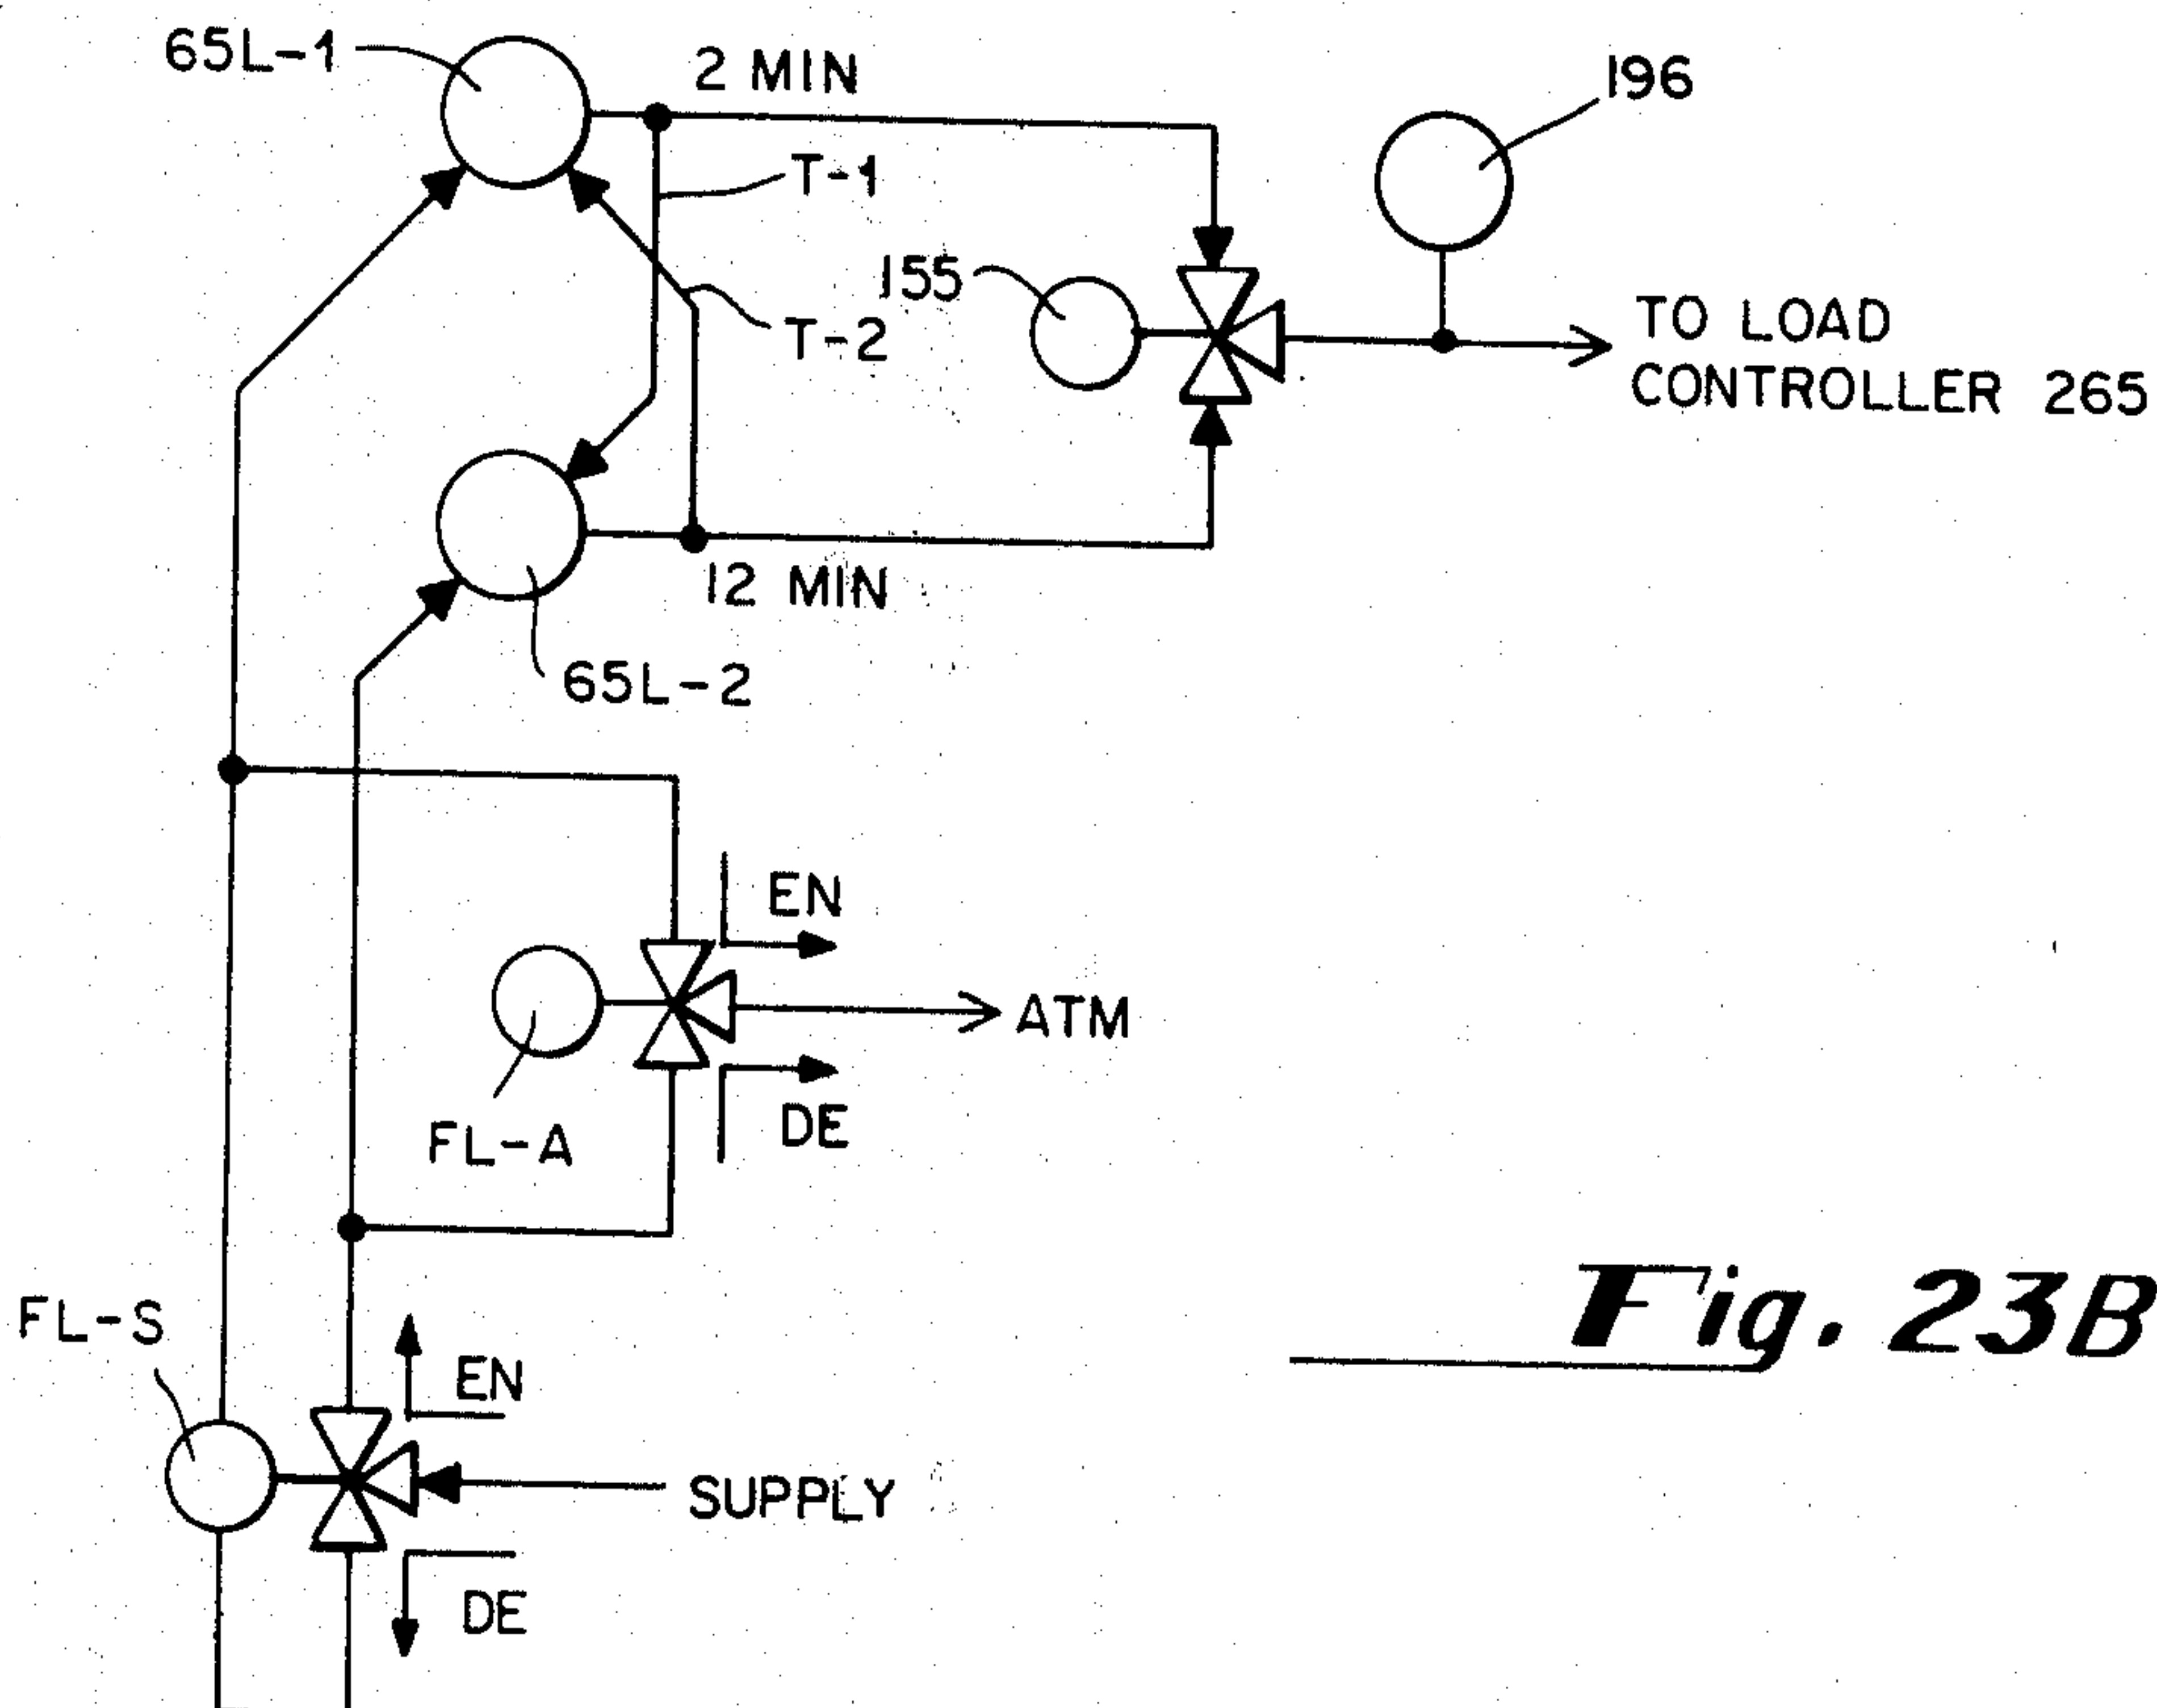 65L-1
2 MIN
196
T-1
155
T-2
TO LOAD
CONTROLLER 265
12 MIN
65L-2
EN
ATM
FL-A
DE
FL-S
EN
SUPPLY
DE
Fig. 23B